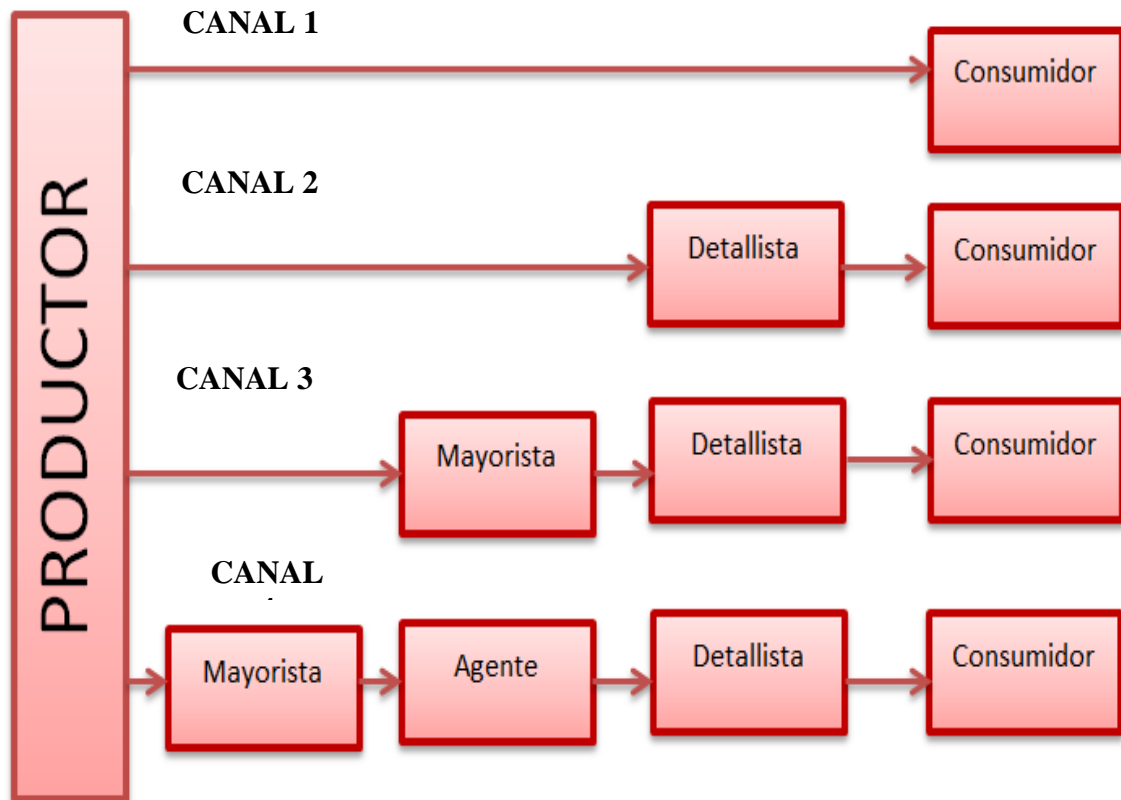 PRODUCTOR
CANAL 1
Consumidor
CANAL 2
Detallista
Consumidor
CANAL 3
Mayorista
Detallista
Consumidor
CANAL
Mayorista
Agente
Detallista
Consumidor